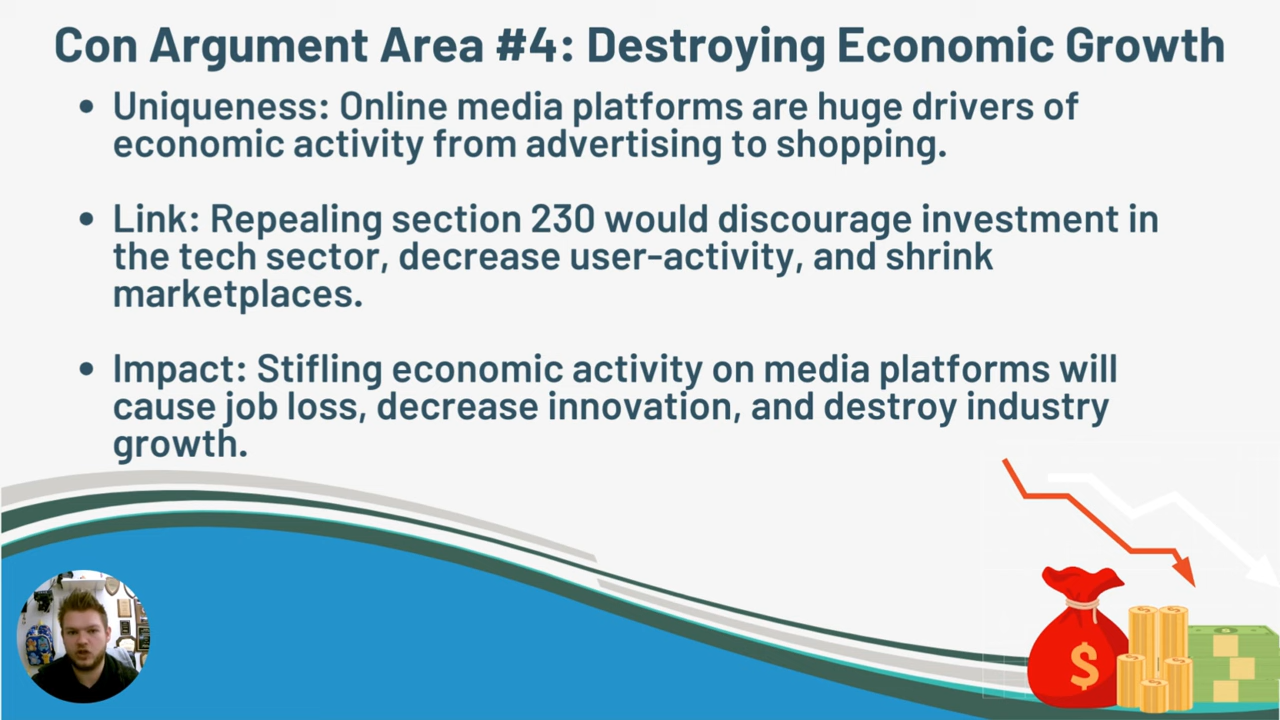 Con Argument Area #4: Destroying Economic Growth
• Uniqueness: Online media platforms are huge drivers of
economic activity from advertising to shopping.
• Link: Repealing section 230 would discourage investment in
the tech sector, decrease user-activity, and shrink
marketplaces.
• Impact: Stifling economic activity on media platforms will
cause job loss, decrease innovation, and destroy industry
growth.
$